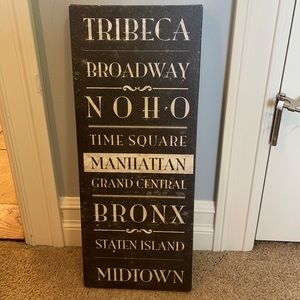 TRIBECA
BROADWAY
NOHO
TIME SQUARE
MANHATTAN
GRAND CENTRAL
BRONX
STATEN ISLAND
MIDTOWN